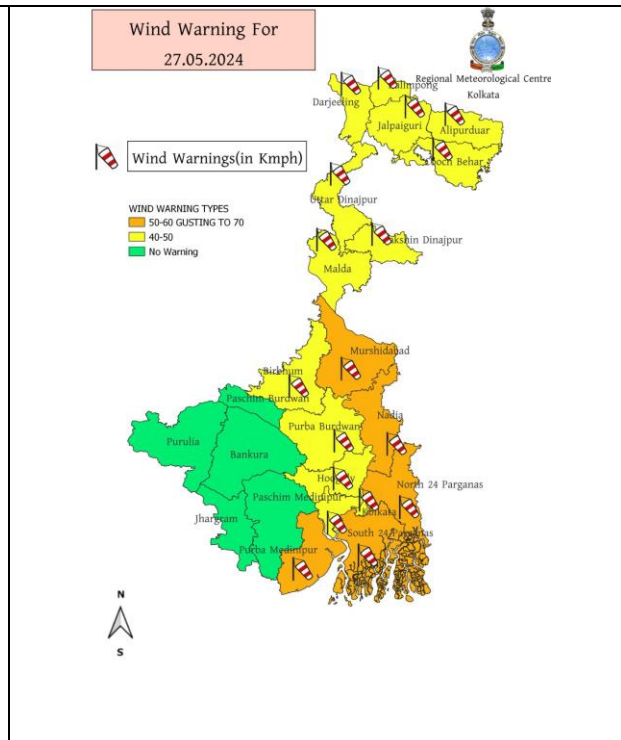 Wind Warning For
27.05.2024
Regional Meteorological Centre
Kolkata
Kalimpong
Darjeeling
Jalpaiguri
Alipurduar
Cooch Behar
Wind Warnings(in Kmph)
Uttar Dinajpur
WIND WARNING TYPES
50-60 GUSTING TO 70
40-50
No Warning
Dakshin Dinajpur
Malda
Murshidabad
Birbhum
Paschim Burdwan
Nadia
Purba Burdwan
Purulia
Bankura
Hooghly
North 24 Parganas
Paschim Medinipur
Kolkata
Jhargram
South 24 Parganas
Purba Medinipur
N
S